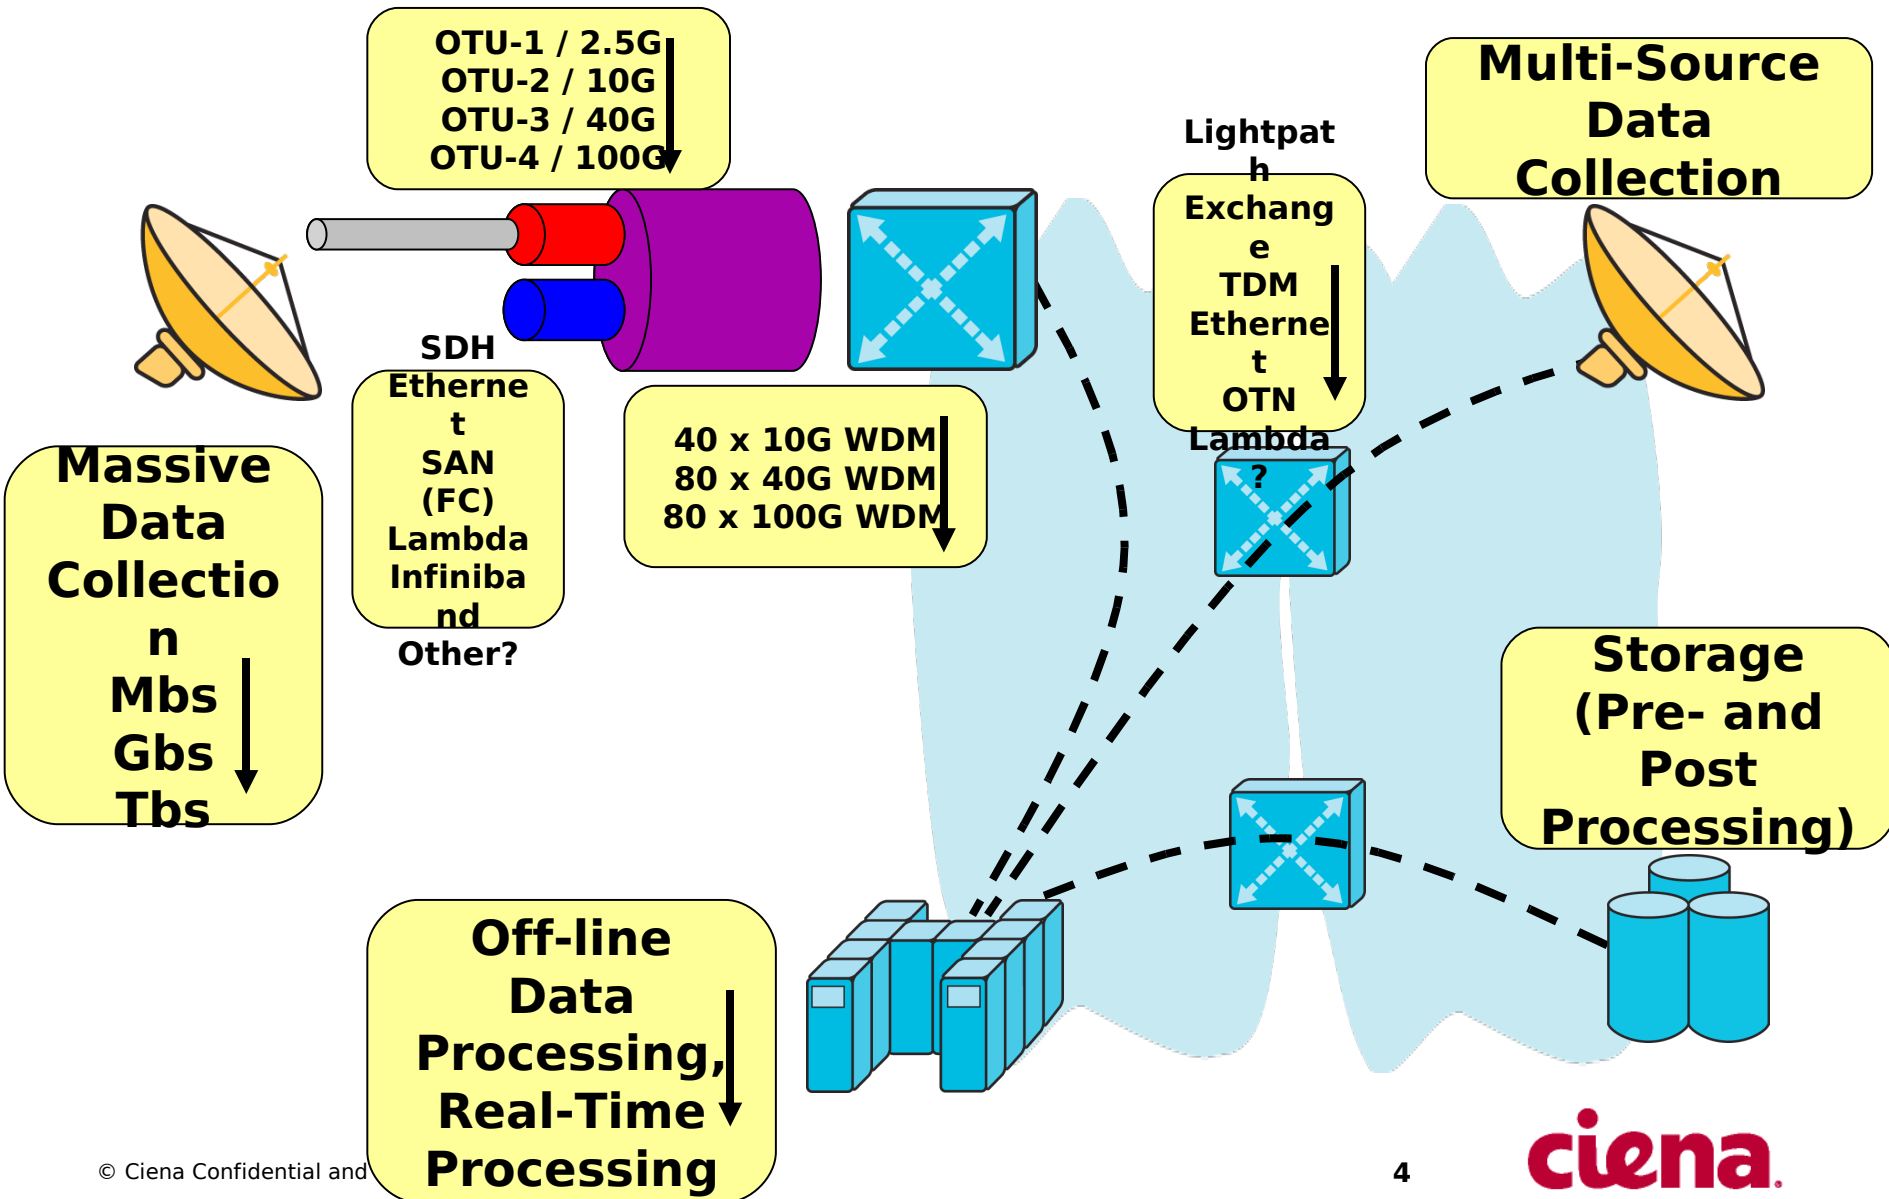 OTU-1 / 2.5G
OTU-2 / 10G
OTU-3 / 40G
OTU-4 / 100G
Multi-Source
Data
Collection
Lightpat
h
Exchang
e
TDM
Etherne
t
OTN
Lambda
?
SDH
Etherne
t
SAN
(FC)
Lambda
Infiniba
nd
Other?
40 x 10G WDM
80 x 40G WDM
80 x 100G WDM
Massive
Data
Collectio
n
Mbs
Gbs
Tbs
Storage
(Pre- and
Post
Processing)
Off-line
Data
Processing,
Real-Time
Processing
© Ciena Confidential and
4
ciena